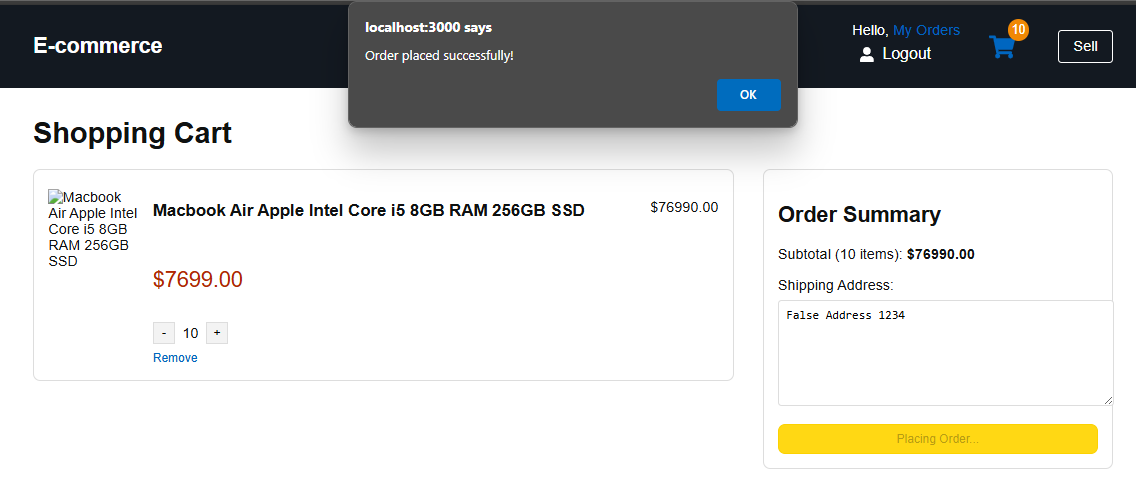 localhost:3000 says
Order placed successfully!
OK
E-commerce
Hello, My Orders
Logout
10
Sell
Shopping Cart
Macbook
Air Apple Intel
Core i5 8GB
RAM 256GB
SSD
Macbook Air Apple Intel Core i5 8GB RAM 256GB SSD
$76990.00
$7699.00
- 10 +
Remove
Order Summary
Subtotal (10 items): $76990.00
Shipping Address:
False Address 1234
Placing Order...